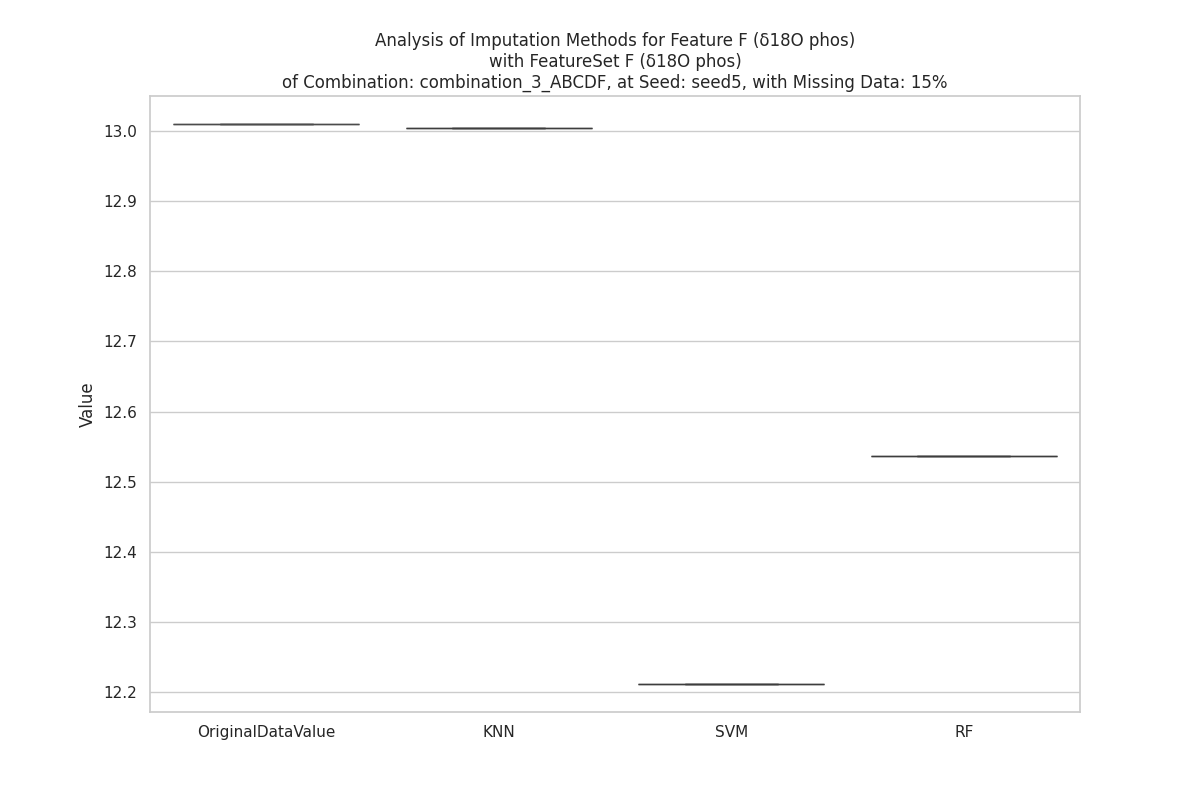 Analysis of Imputation Methods for Feature F (δ18O phos)
with FeatureSet F (δ18O phos)
of Combination: combination_3_ABCDF, at Seed: seed5, with Missing Data: 15%
Value
13.0
12.9
12.8
12.7
12.6
12.5
12.4
12.3
12.2
OriginalDataValue KNN SVM RF